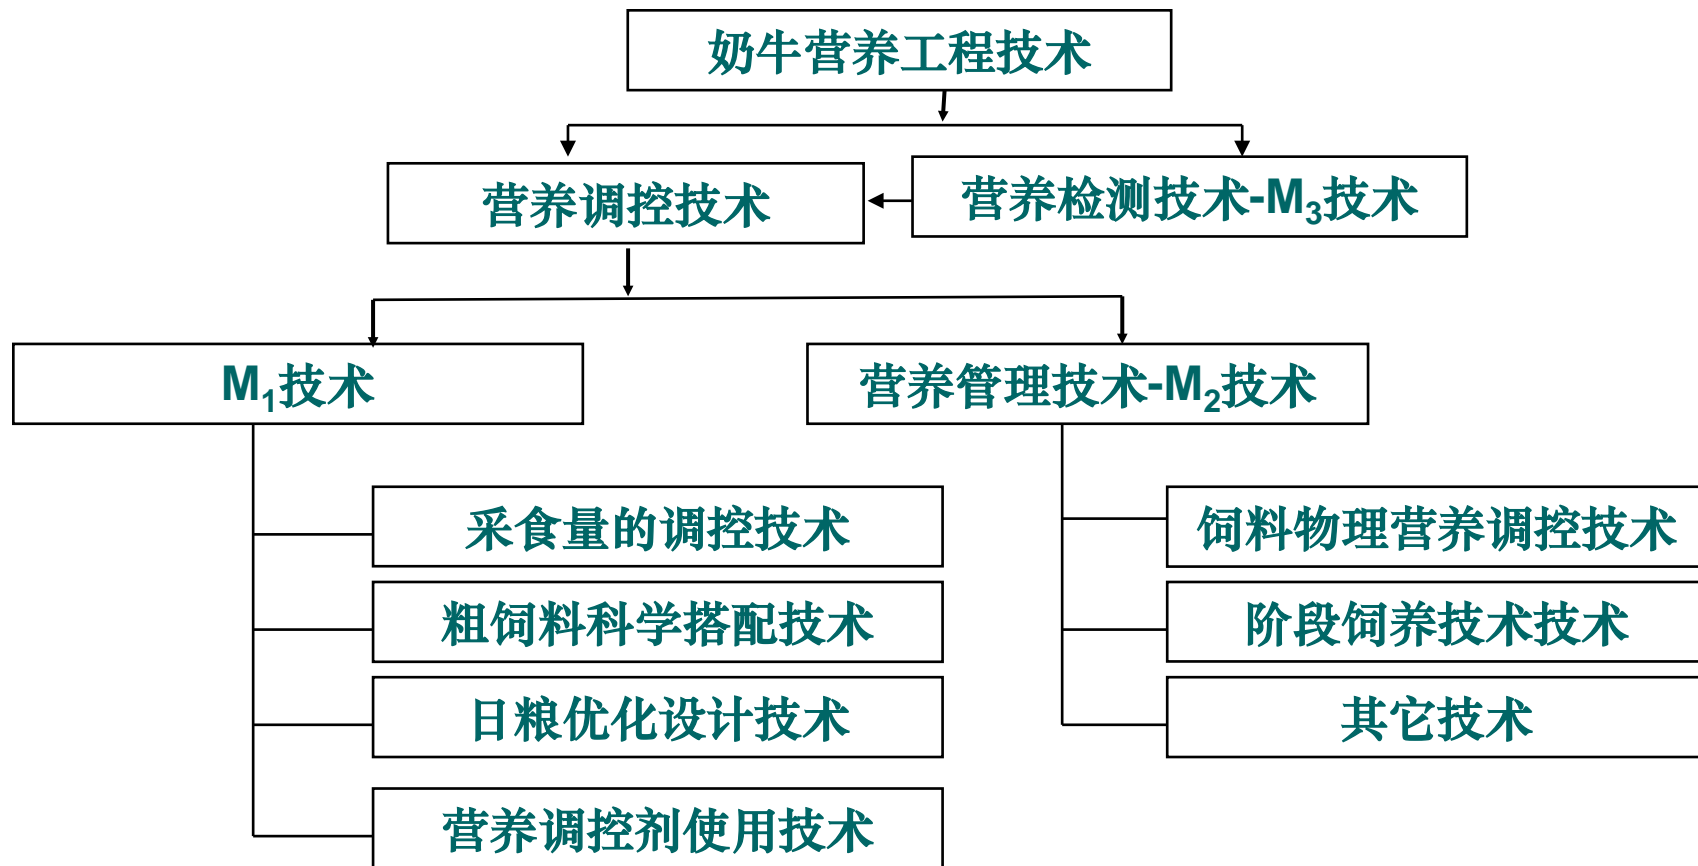 奶牛营养工程技术
营养调控技术
营养检测技术-M₃技术
M₁技术
营养管理技术-M₂技术
采食量的调控技术
粗饲料科学搭配技术
日粮优化设计技术
营养调控剂使用技术
饲料物理营养调控技术
阶段饲养技术技术
其它技术